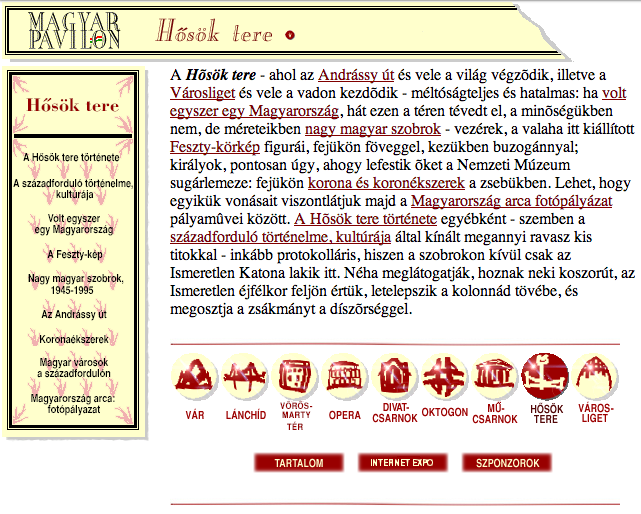 MAGYAR
PAVILON
Hősök tere
Hősök tere
A Hősök tere története
A századforduló történelme,
kultúrája
Volt egyszer
egy Magyarország
A Feszty-kép
Nagy magyar szobrok,
1945-1995
Az Andrássy út
Koronaékszerek
Magyar városok
a századfordulón
Magyarország arca:
fotópályázat
A Hõsök tere - ahol az Andrássy út és vele a világ végzõdik, illetve a
Városliget és vele a vadon kezdõdik - méltóságteljes és hatalmas: ha volt
egyszer egy Magyarország, hát ezen a téren tévedt el, a minõségükben
nem, de méreteikben nagy magyar szobrok - vezérek, a valaha itt kiállított
Feszty-körkép figurái, fejükön föveggel, kezükben buzogánnyal;
királyok, pontosan úgy, ahogy lefestik õket a Nemzeti Múzeum
sugárlemeze: fejükön korona és koronékszerek a zsebükben. Lehet, hogy
egyikük vonásait viszontlátjuk majd a Magyarország arca fotópályázat
pályamûvei között. A Hõsök tere története egyébként - szemben a
századforduló történelme, kultúrája által kínált megannyi ravasz kis
titokkal - inkább protokolláris, hiszen a szobrokon kívül csak az
Ismeretlen Katona lakik itt. Néha meglátogatják, hoznak neki koszorút, az
Ismeretlen éjfélkor feljön értük, letelepszik a kolonnád tövébe, és
megosztja a zsákmányt a díszõrséggel.
VÁR
LÁNCHÍD
VÖRÖS-
MARTY
TÉR
OPERA
DIVAT-
CSARNOK
OKTOGON
MŰ-
CSARNOK
HŐSÖK
TERE
VÁROS-
LIGET
TARTALOM
INTERNET EXPO
SZPONZOROK